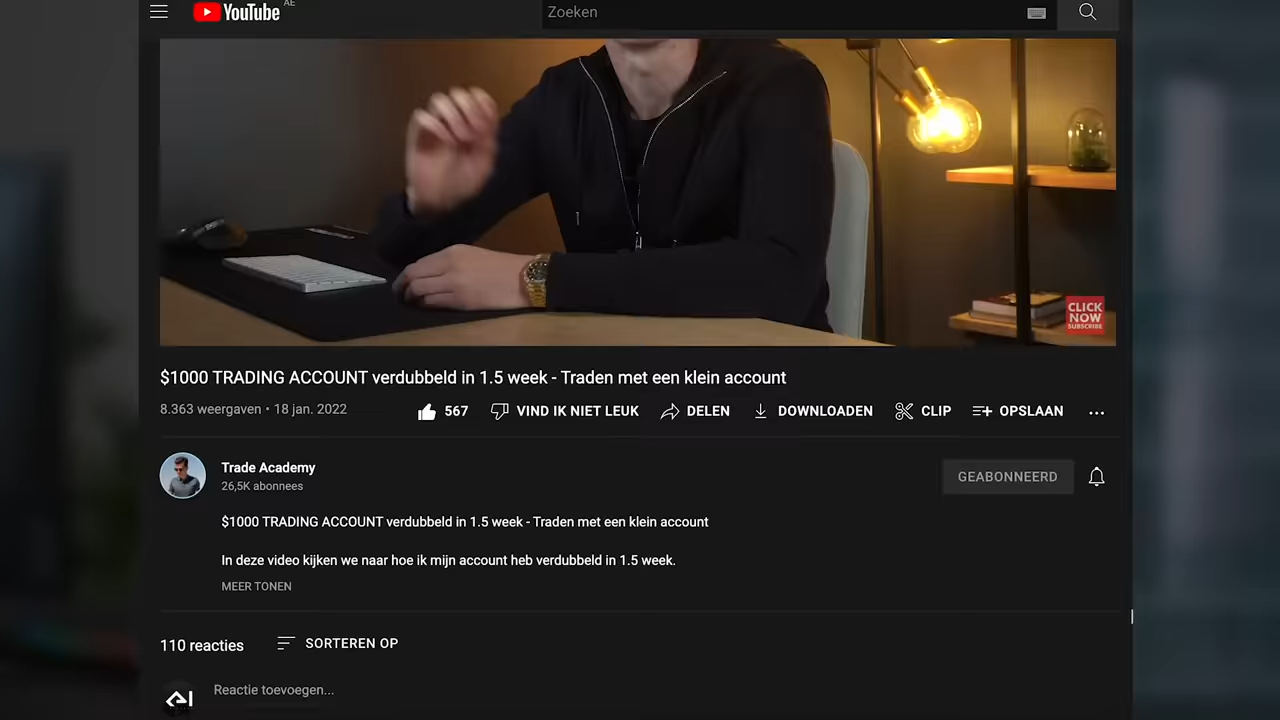 YouTube AE
Zoeken
CLICK
NOW
SUBSCRIBE
$1000 TRADING ACCOUNT verdubbeld in 1.5 week - Traden met een klein account
8.363 weergaven • 18 jan. 2022
567 VIND IK NIET LEUK DELEN DOWNLOADEN CLIP OPSLAAN ...
Trade Academy
26,5K abonnees
GEABONNEERD
$1000 TRADING ACCOUNT verdubbeld in 1.5 week - Traden met een klein account
In deze video kijken we naar hoe ik mijn account heb verdubbeld in 1.5 week.
MEER TONEN
110 reacties SORTEREN OP
Reactie toevoegen...